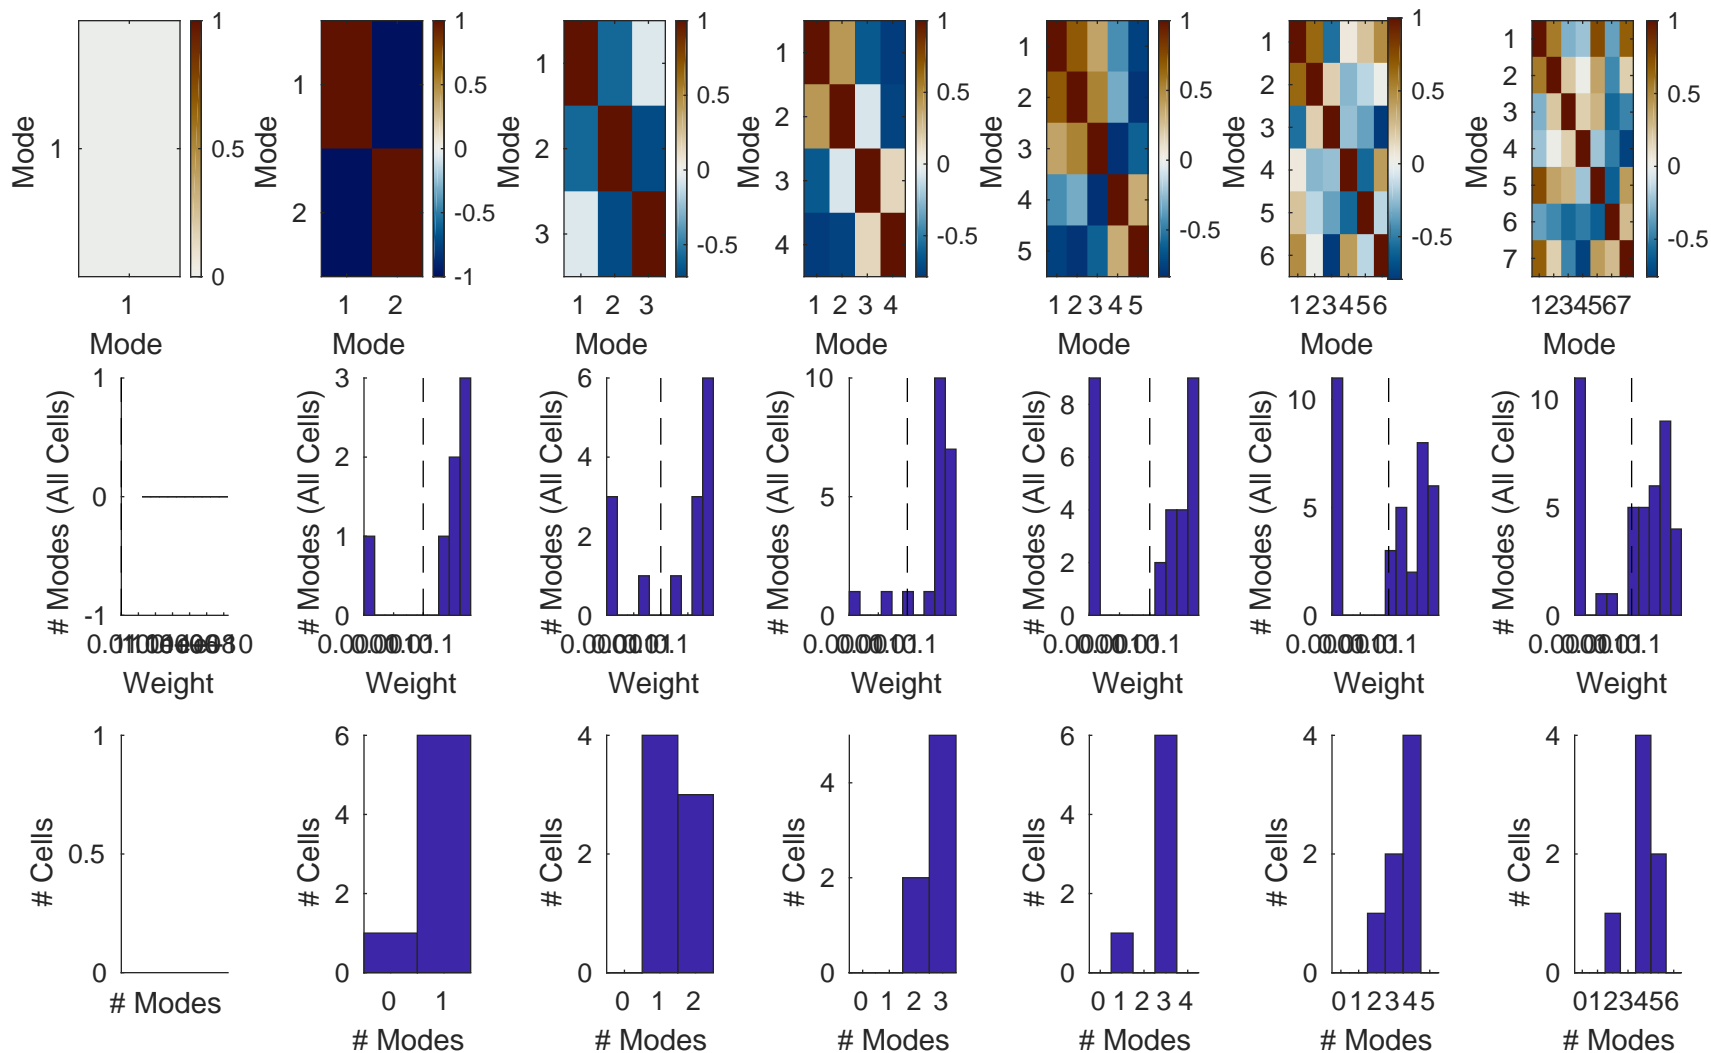 1 1 1 1 1 1 1
Mode 1 0.5 0
1
Mode
Mode 1 2 0.5 0 -0.5 -1
1 2
Mode
Mode 1 2 3 0.5 0 -0.5
1 2 3
Mode
Mode 1 2 3 4 0.5 0 -0.5
1 2 3 4
Mode
Mode 1 2 3 4 5 0.5 0 -0.5
1 2 3 4 5
Mode
Mode 1 2 3 4 5 6 0.5 0 -0.5
123456
Mode
Mode 1 2 3 4 5 6 7 0.5 0 -0.5
1234567
Mode
# Modes (All Cells) 1 0 -1
Weight
# Modes (All Cells) 3 2 1 0
Weight
# Modes (All Cells) 6 4 2 0
Weight
# Modes (All Cells) 10 5 0
Weight
# Modes (All Cells) 8 6 4 2 0
Weight
# Modes (All Cells) 10 5 0
Weight
# Modes (All Cells) 10 5 0
Weight
# Cells 1 0.5 0
# Modes
# Cells 6 4 2 0
0 1
# Modes
# Cells 4 2 0
0 1 2
# Modes
# Cells 4 2 0
0 1 2 3
# Modes
# Cells 6 4 2 0
0 1 2 3 4
# Modes
# Cells 4 2 0
0 12345
# Modes
# Cells 4 2 0
0123456
# Modes